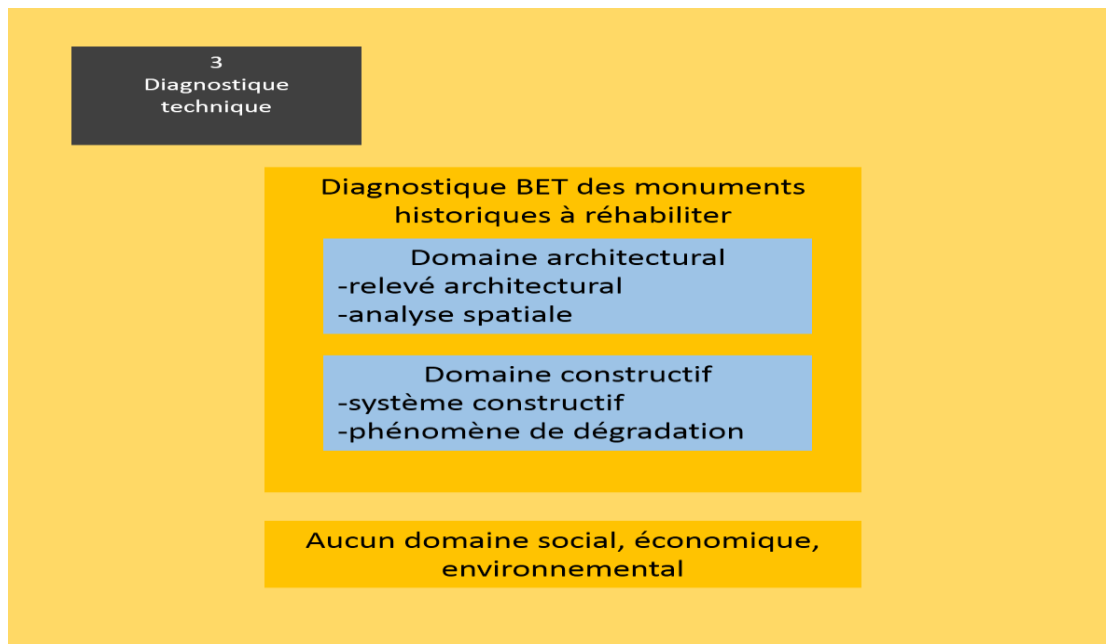 3
Diagnostique
technique
Diagnostique BET des monuments
historiques à réhabiliter
Domaine architectural
-relevé architectural
-analyse spatiale
Domaine constructif
-système constructif
-phénomène de dégradation
Aucun domaine social, économique,
environnemental